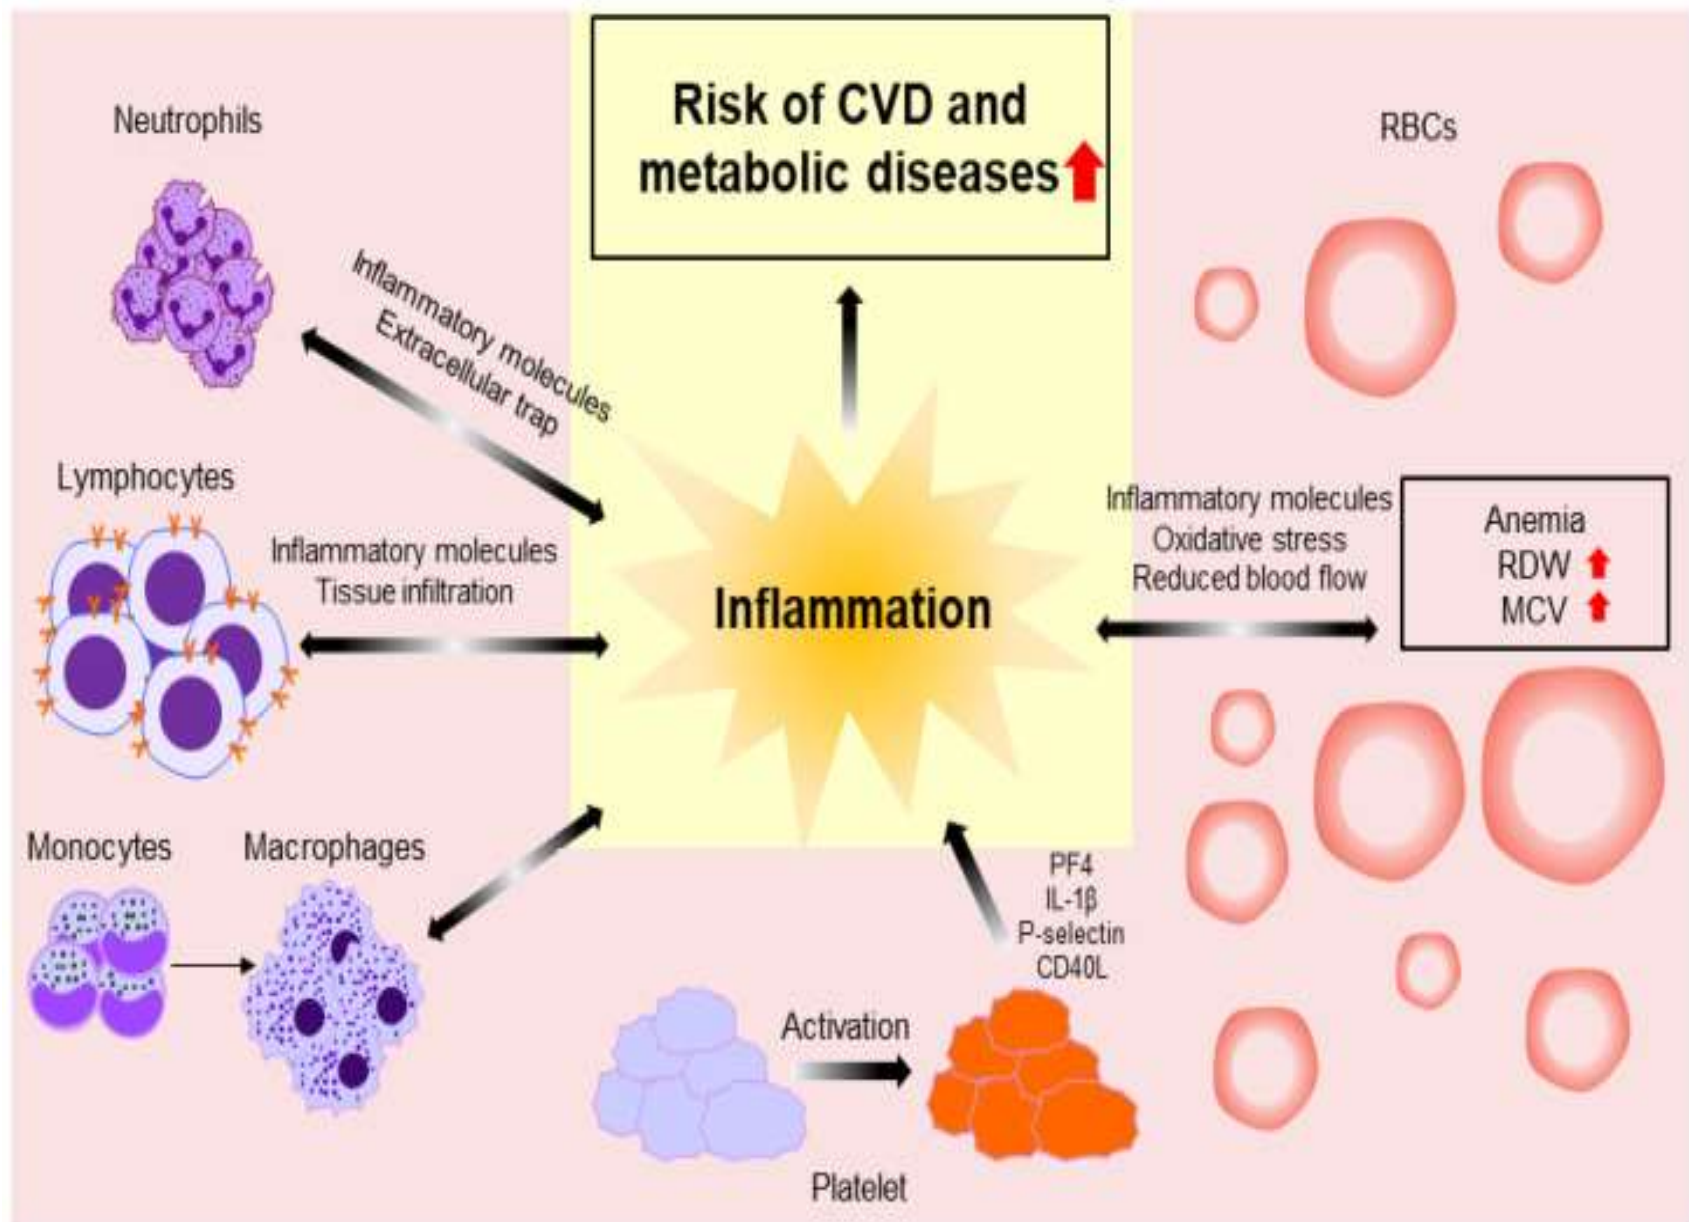 Risk of CVD and
metabolic diseases
Neutrophils
RBCs
Inflammatory molecules
Extracellular trap
Lymphocytes
Inflammatory molecules
Tissue infiltration
Inflammation
Inflammatory molecules
Oxidative stress
Reduced blood flow
Anemia
RDW
MCV
Monocytes
Macrophages
PF4
IL-1β
P-selectin
CD40L
Activation
Platelet